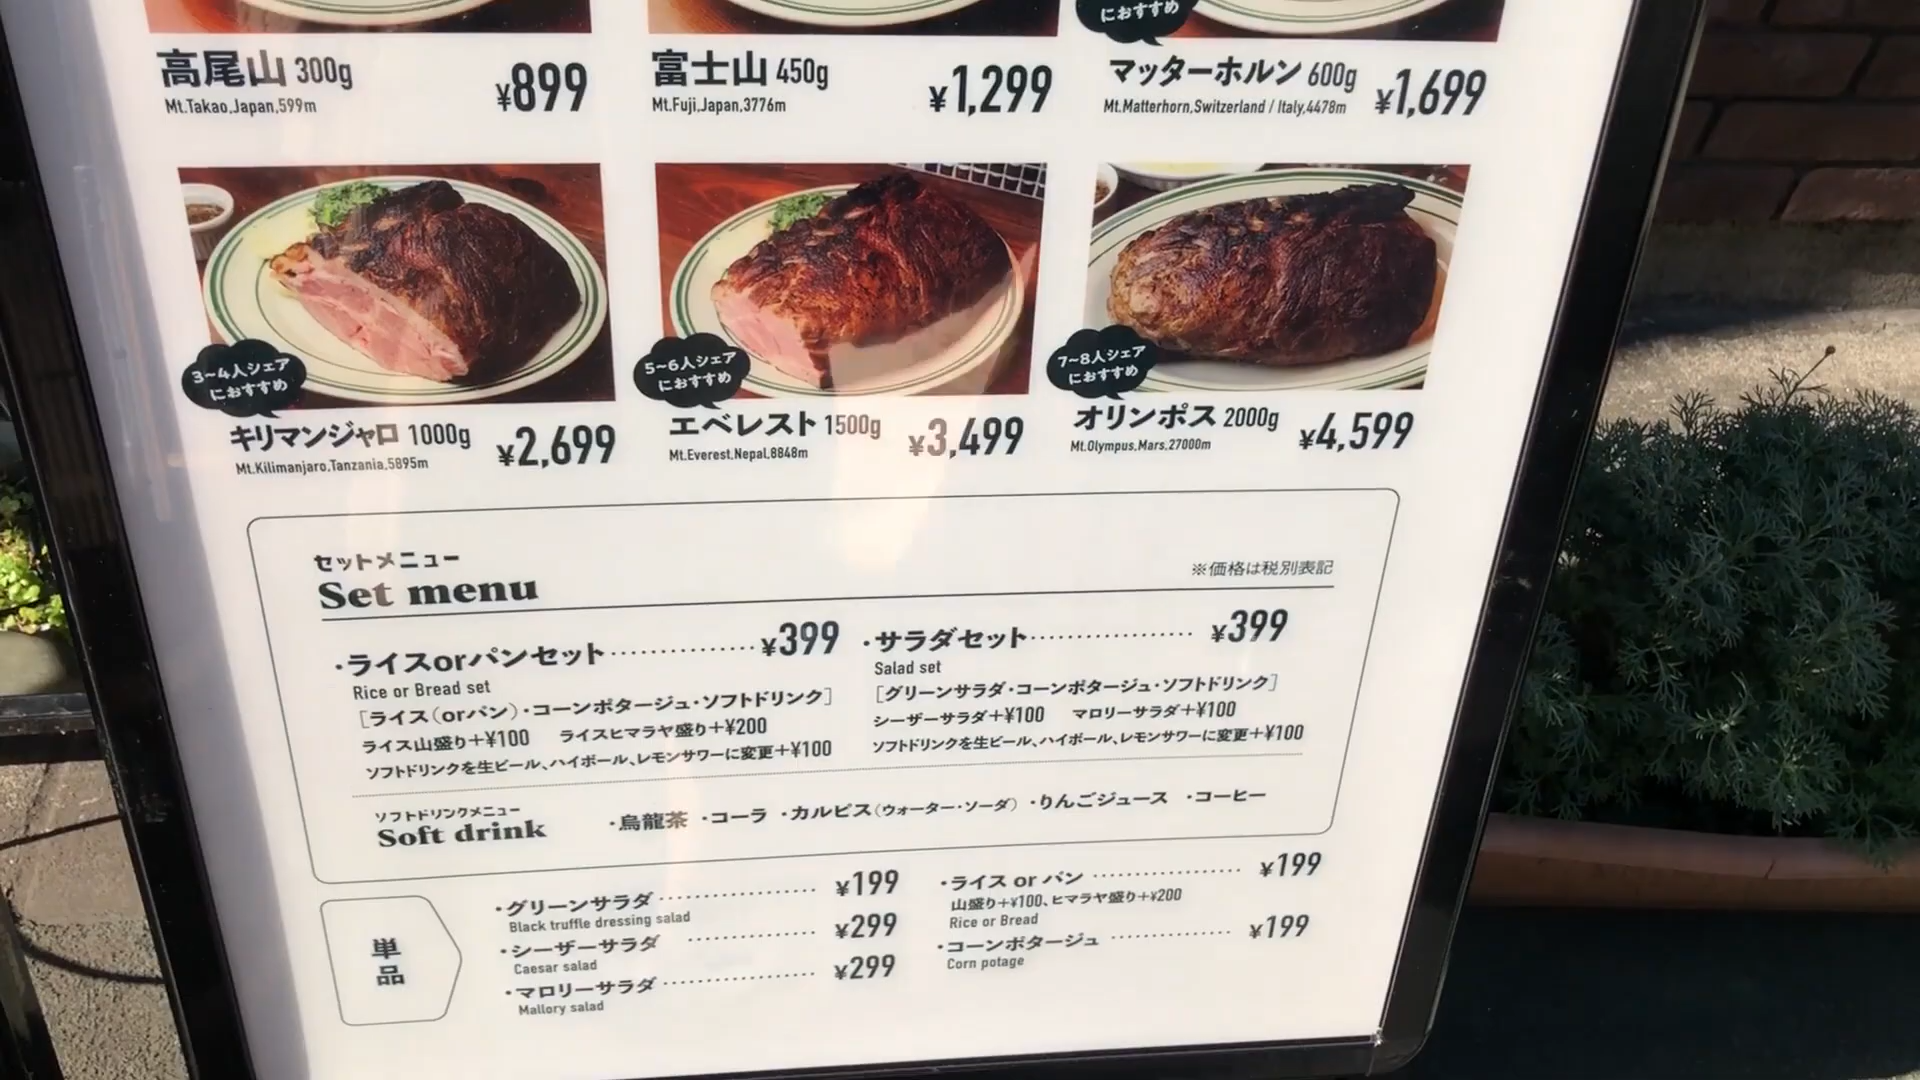 におすすめ
高尾山 300g ¥899
Mt.Takao,Japan,599m
富士山 450g ¥1,299
Mt.Fuji,Japan,3776m
マッターホルン 600g ¥1,699
Mt.Matterhorn,Switzerland / Italy,4478m
3~4人シェア
におすすめ
キリマンジャロ 1000g ¥2,699
Mt.Kilimanjaro,Tanzania,5895m
5~6人シェア
におすすめ
エベレスト 1500g ¥3,499
Mt.Everest,Nepal,8848m
7~8人シェア
におすすめ
オリンポス 2000g ¥4,599
Mt.Olympus,Mars,27000m
セットメニュー
Set menu
※価格は税別表記
・ライスorパンセット ¥399
Rice or Bread set
［ライス(orパン)・コーンポタージュ・ソフトドリンク］
ライス山盛り+¥100 ライスヒマラヤ盛り+¥200
ソフトドリンクを生ビール、ハイボール、レモンサワーに変更+¥100
・サラダセット ¥399
Salad set
［グリーンサラダ・コーンポタージュ・ソフトドリンク］
シーザーサラダ+¥100 マロリーサラダ+¥100
ソフトドリンクを生ビール、ハイボール、レモンサワーに変更+¥100
ソフトドリンクメニュー
Soft drink
・烏龍茶 ・コーラ ・カルピス(ウォーター・ソーダ) ・りんごジュース ・コーヒー
単品
・グリーンサラダ ¥199
Black truffle dressing salad
・シーザーサラダ ¥299
Caesar salad
・マロリーサラダ ¥299
Mallory salad
・ライス or パン ¥199
山盛り+¥100、ヒマラヤ盛り+¥200
Rice or Bread
・コーンポタージュ ¥199
Corn potage